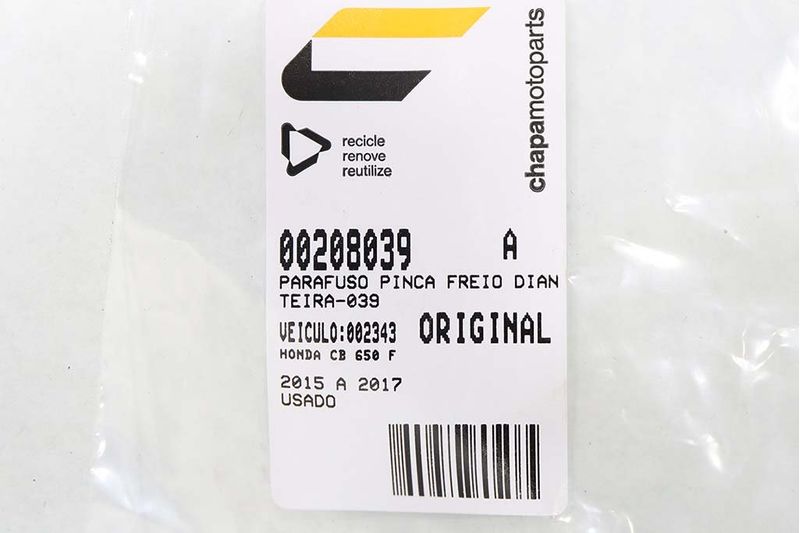 chapamotoparts
recicle
renove
reutilize
00208039 A
PARAFUSO PINCA FREIO DIAN
TEIRA-039
VEICULO:002343 ORIGINAL
HONDA CB 650 F
2015 A 2017
USADO